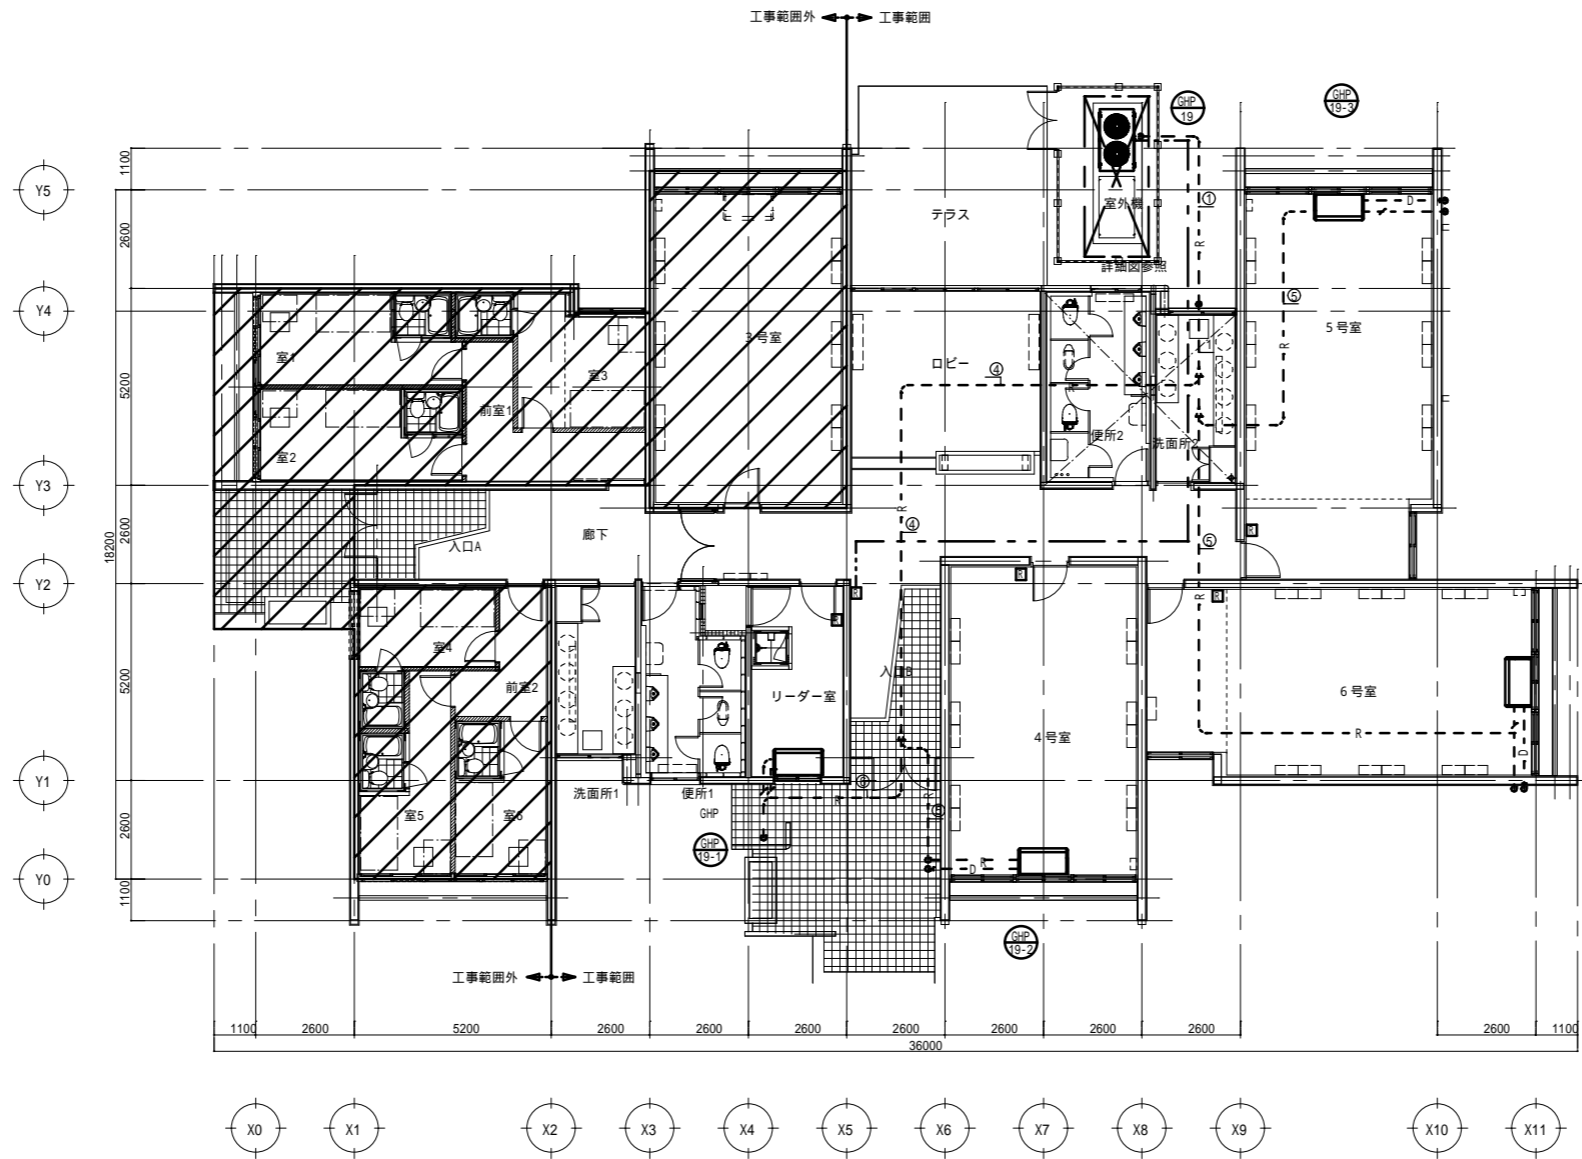 工事範囲外 工事範囲
GHP
19
GHP
19-3
1100
Y5
テラス
室外機
①
R
D
2600
詳細図参照
Y4
室1
室3
3号室
ロビー
④
R
⑤
R
5号室
5200
前室1
室2
便所2
洗面所2
Y3
2600
18200
入口A
廊下
R
④
⑤
Y2
R
室4
前室2
リーダー室
入口B
6号室
5200
4号室
R
D
Y1
室5
室6
洗面所1
便所1
GHP
R
⑥
R
⑥
2600
GHP
19-1
R
D
Y0
1100
GHP
19-2
工事範囲外 工事範囲
1100 2600 5200 2600 2600 2600 2600 2600 2600 2600 2600 1100
36000
X0 X1 X2 X3 X4 X5 X6 X7 X8 X9 X10 X11